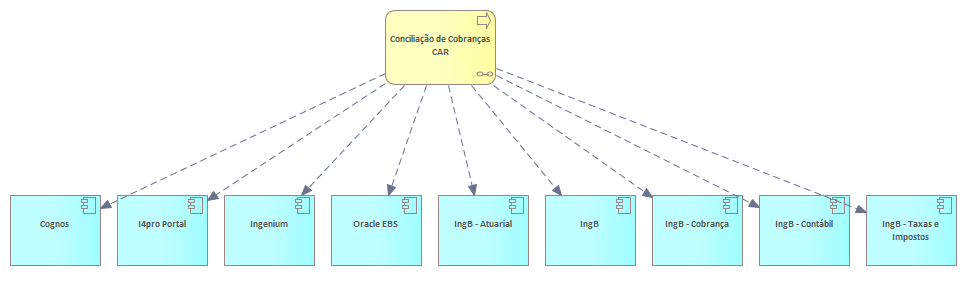 Conciliação de Cobranças
CAR
Cognos
I4pro Portal
Ingenium
Oracle EBS
IngB - Atuarial
IngB
IngB - Cobrança
IngB - Contábil
IngB - Taxas e
Impostos